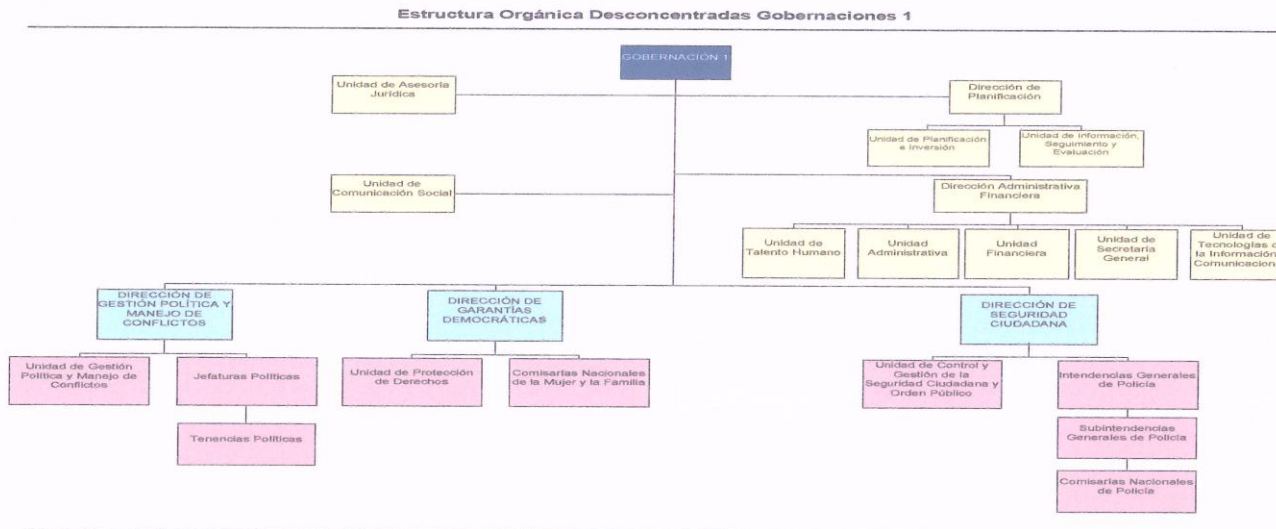 Estructura Orgánica Desconcentradas Gobernaciones 1
GOBERNACIÓN 1
Unidad de Asesoría
Jurídica
Dirección de
Planificación
Unidad de Planificación
e Inversión
Unidad de Información,
Seguimiento y
Evaluación
Unidad de
Comunicación Social
Dirección Administrativa
Financiera
Unidad de
Talento Humano
Unidad
Administrativa
Unidad
Financiera
Unidad de
Secretaría
General
Unidad de
Tecnologías d
la Información
Comunicacion
DIRECCIÓN DE
GESTIÓN POLÍTICA Y
MANEJO DE
CONFLICTOS
DIRECCIÓN DE
GARANTÍAS
DEMOCRÁTICAS
DIRECCIÓN DE
SEGURIDAD
CIUDADANA
Unidad de Gestión
Política y Manejo de
Conflictos
Jefaturas Políticas
Tenencias Políticas
Unidad de Protección
de Derechos
Comisarías Nacionales
de la Mujer y la Familia
Unidad de Control y
Gestión de la
Seguridad Ciudadana y
Orden Público
Intendencias Generales
de Policía
Subintendencias
Generales de Policía
Comisarías Nacionales
de Policía